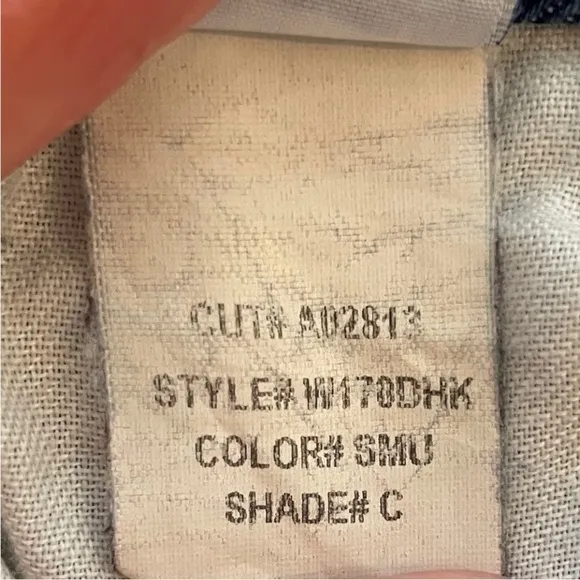 CUT# A02813
STYLE# W170DHK
COLOR# SMU
SHADE# C